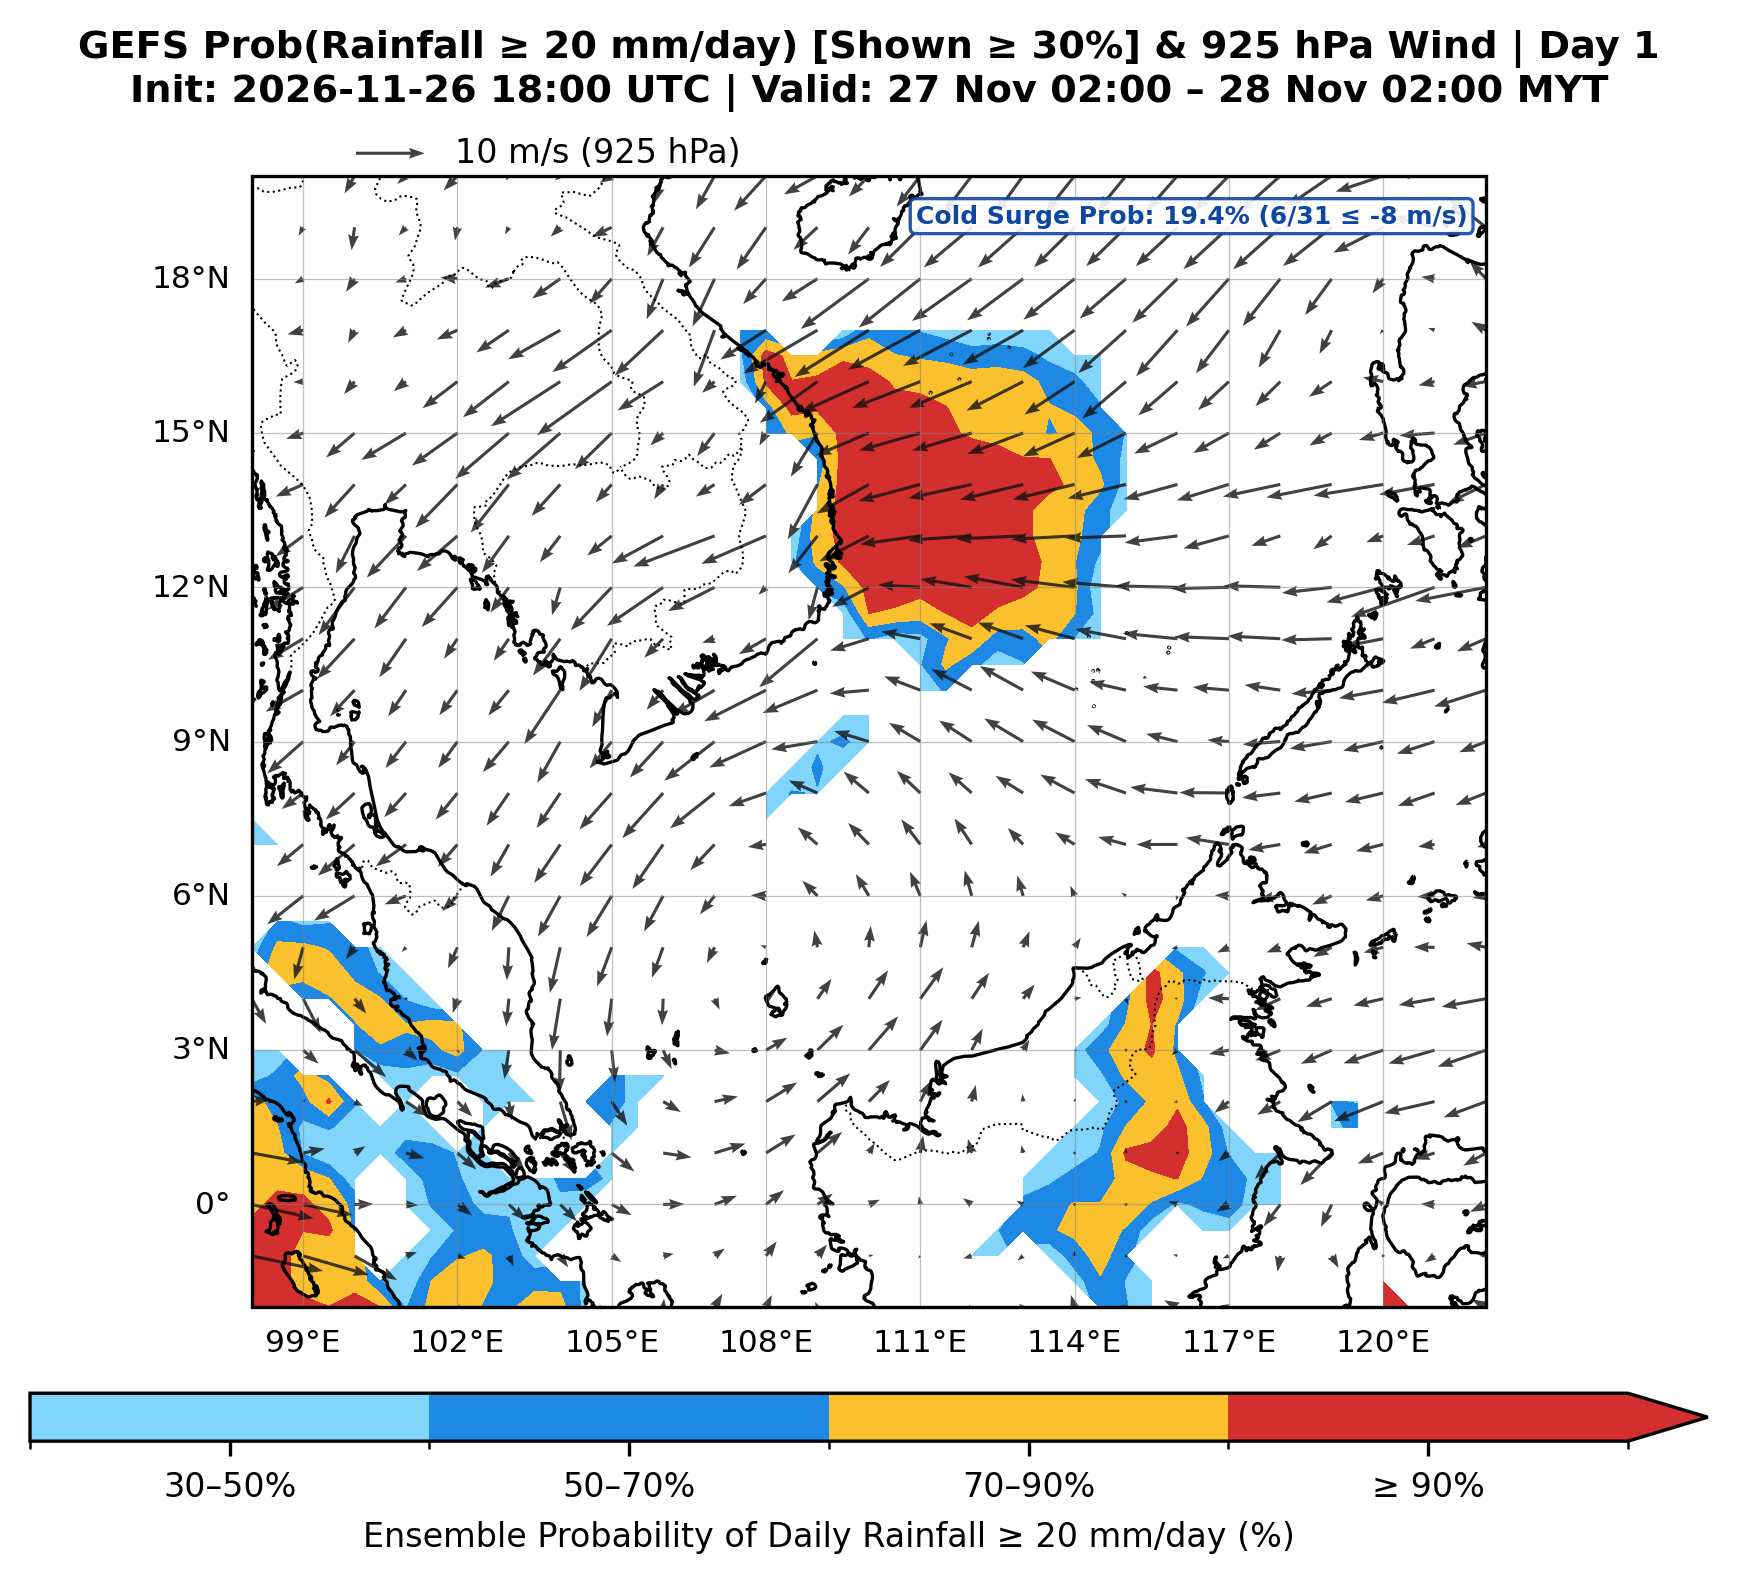 GEFS Prob(Rainfall ≥ 20 mm/day) [Shown ≥ 30%] & 925 hPa Wind | Day 1
Init: 2026-11-26 18:00 UTC | Valid: 27 Nov 02:00 – 28 Nov 02:00 MYT
10 m/s (925 hPa)
Cold Surge Prob: 19.4% (6/31 ≤ -8 m/s)
18°N
15°N
12°N
9°N
6°N
3°N
0°
99°E 102°E 105°E 108°E 111°E 114°E 117°E 120°E
30–50% 50–70% 70–90% ≥ 90%
Ensemble Probability of Daily Rainfall ≥ 20 mm/day (%)